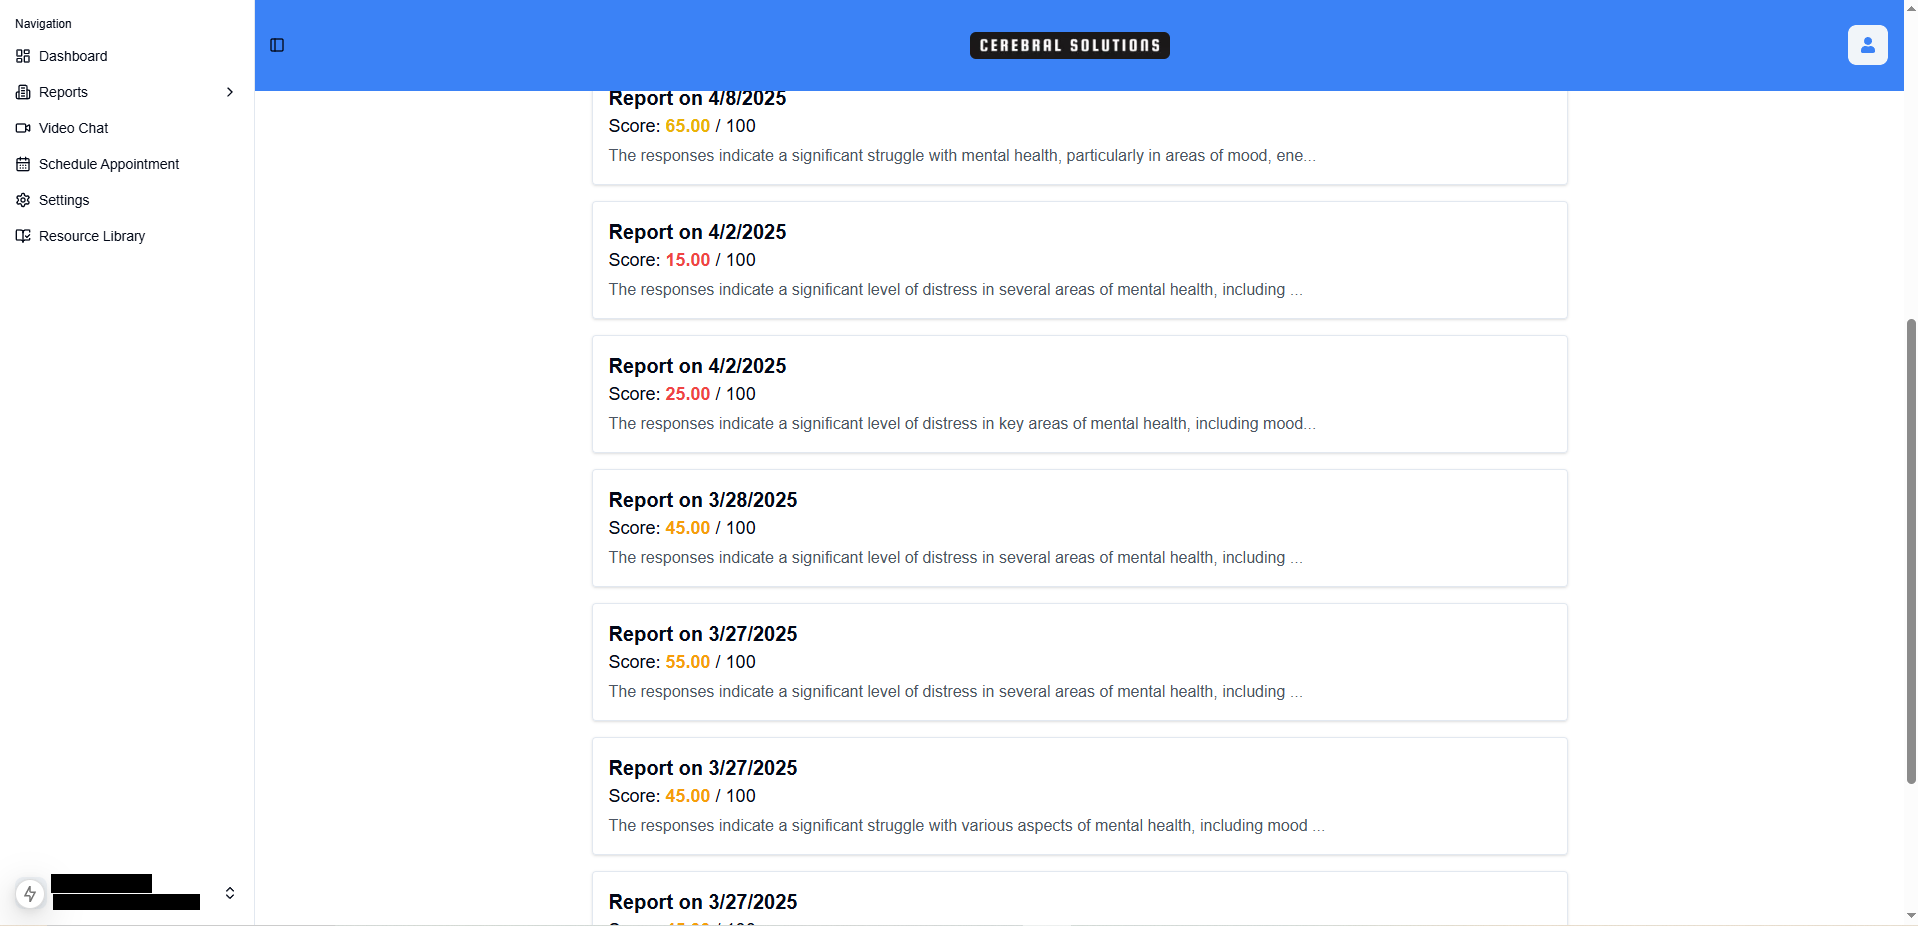 Navigation
Dashboard
Reports
Video Chat
Schedule Appointment
Settings
Resource Library
CEREBRAL SOLUTIONS
Report on 4/8/2025
Score: 65.00 / 100
The responses indicate a significant struggle with mental health, particularly in areas of mood, ene...
Report on 4/2/2025
Score: 15.00 / 100
The responses indicate a significant level of distress in several areas of mental health, including ...
Report on 4/2/2025
Score: 25.00 / 100
The responses indicate a significant level of distress in key areas of mental health, including mood...
Report on 3/28/2025
Score: 45.00 / 100
The responses indicate a significant level of distress in several areas of mental health, including ...
Report on 3/27/2025
Score: 55.00 / 100
The responses indicate a significant level of distress in several areas of mental health, including ...
Report on 3/27/2025
Score: 45.00 / 100
The responses indicate a significant struggle with various aspects of mental health, including mood ...
Report on 3/27/2025